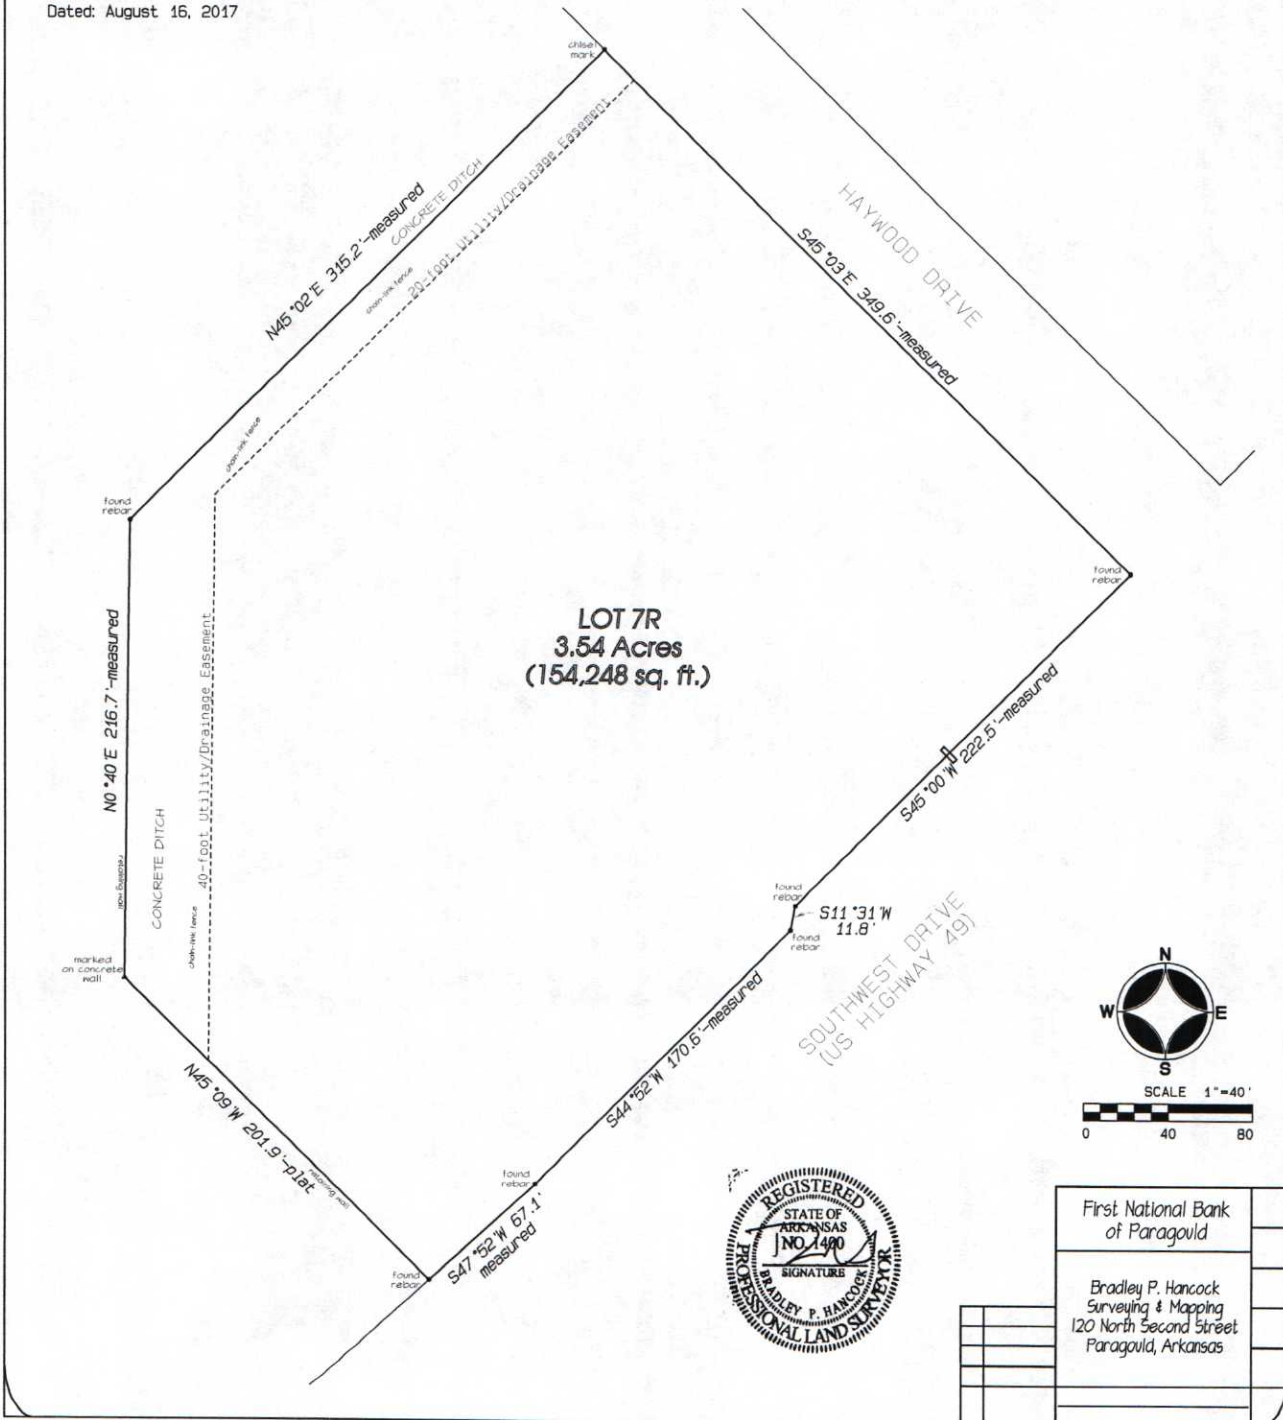 Dated: August 16, 2017
chisel
mark
N45°02'E 315.2'-measured
CONCRETE DITCH
chain-link fence
20-foot Utility/Drainage Easement
HAYWOOD DRIVE
S45°03'E 349.6'-measured
chain-link fence
found
rebar
found
rebar
LOT 7R
3.54 Acres
(154,248 sq. ft.)
N0°40'E 216.7'-measured
40-foot Utility/Drainage Easement
CONCRETE DITCH
retaining wall
chain-link fence
S45°00'W 222.5'-measured
found
rebar
S11°31'W
11.8'
found
rebar
SOUTHWEST DRIVE
(US HIGHWAY 49)
marked
on concrete
wall
S44°52'W 170.6'-measured
N45°09'W 201.9'-plat
retaining wall
found
rebar
S47°52'W 67.1'
measured
found
rebar
N
W
E
S
SCALE 1"=40'
0 40 80
REGISTERED
STATE OF
ARKANSAS
NO. 1400
SIGNATURE
BRADLEY P. HANCOCK
PROFESSIONAL LAND SURVEYOR
First National Bank
of Paragould
Bradley P. Hancock
Surveying & Mapping
120 North Second Street
Paragould, Arkansas